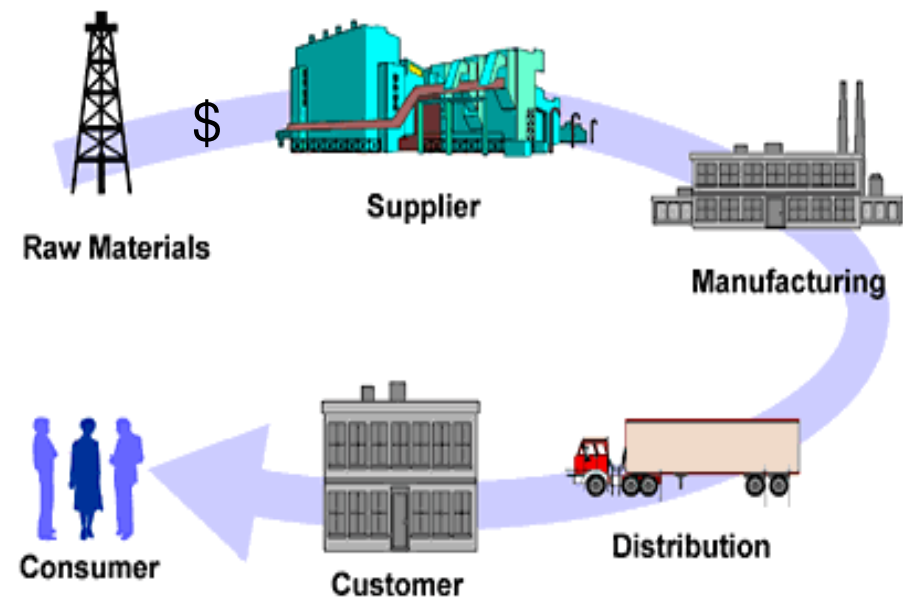 $
Supplier
Raw Materials
Manufacturing
Distribution
Customer
Consumer